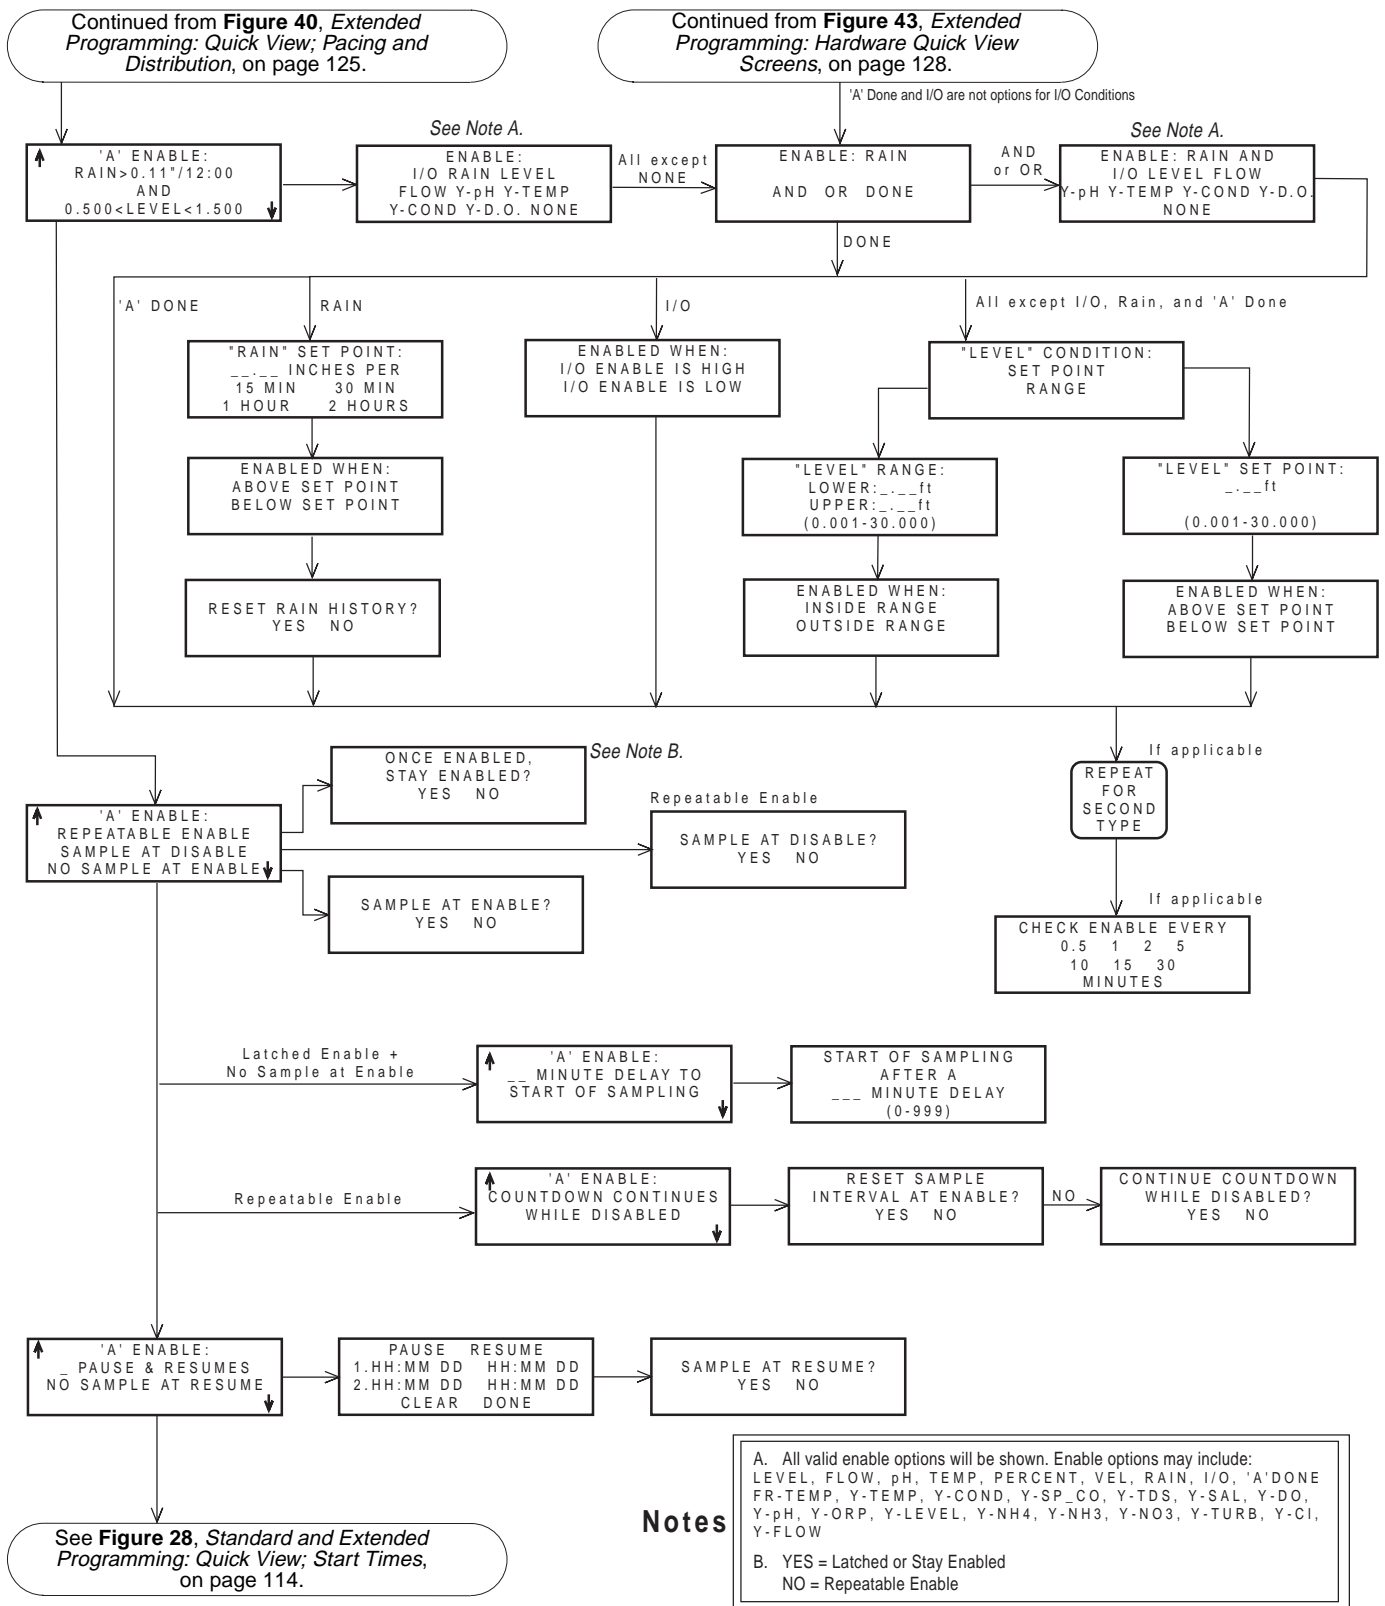 Continued from Figure 40, Extended
Programming: Quick View; Pacing and
Distribution, on page 125.
Continued from Figure 43, Extended
Programming: Hardware Quick View
Screens, on page 128.
'A' Done and I/O are not options for I/O Conditions
See Note A.
See Note A.
'A' ENABLE:
RAIN>0.11"/12:00
AND
0.500<LEVEL<1.500
ENABLE:
I/O RAIN LEVEL
FLOW Y-pH Y-TEMP
Y-COND Y-D.O. NONE
All except
NONE
ENABLE: RAIN
AND OR DONE
AND
or OR
ENABLE: RAIN AND
I/O LEVEL FLOW
Y-pH Y-TEMP Y-COND Y-D.O.
NONE
DONE
'A' DONE
RAIN
I/O
All except I/O, Rain, and 'A' Done
"RAIN" SET POINT:
__.__ INCHES PER
15 MIN 30 MIN
1 HOUR 2 HOURS
ENABLED WHEN:
I/O ENABLE IS HIGH
I/O ENABLE IS LOW
"LEVEL" CONDITION:
SET POINT
RANGE
ENABLED WHEN:
ABOVE SET POINT
BELOW SET POINT
"LEVEL" RANGE:
LOWER:_.__ft
UPPER:_.__ft
(0.001-30.000)
"LEVEL" SET POINT:
_.__ft
(0.001-30.000)
RESET RAIN HISTORY?
YES NO
ENABLED WHEN:
INSIDE RANGE
OUTSIDE RANGE
ENABLED WHEN:
ABOVE SET POINT
BELOW SET POINT
If applicable
REPEAT
FOR
SECOND
TYPE
If applicable
CHECK ENABLE EVERY
0.5 1 2 5
10 15 30
MINUTES
ONCE ENABLED,
STAY ENABLED?
YES NO
See Note B.
'A' ENABLE:
REPEATABLE ENABLE
SAMPLE AT DISABLE
NO SAMPLE AT ENABLE
Repeatable Enable
SAMPLE AT DISABLE?
YES NO
SAMPLE AT ENABLE?
YES NO
Latched Enable +
No Sample at Enable
'A' ENABLE:
__ MINUTE DELAY TO
START OF SAMPLING
START OF SAMPLING
AFTER A
___ MINUTE DELAY
(0-999)
Repeatable Enable
'A' ENABLE:
COUNTDOWN CONTINUES
WHILE DISABLED
RESET SAMPLE
INTERVAL AT ENABLE?
YES NO
NO
CONTINUE COUNTDOWN
WHILE DISABLED?
YES NO
'A' ENABLE:
_ PAUSE & RESUMES
NO SAMPLE AT RESUME
PAUSE RESUME
1.HH:MM DD HH:MM DD
2.HH:MM DD HH:MM DD
CLEAR DONE
SAMPLE AT RESUME?
YES NO
See Figure 28, Standard and Extended
Programming: Quick View; Start Times,
on page 114.
Notes
A. All valid enable options will be shown. Enable options may include:
LEVEL, FLOW, pH, TEMP, PERCENT, VEL, RAIN, I/O, 'A'DONE
FR-TEMP, Y-TEMP, Y-COND, Y-SP_CO, Y-TDS, Y-SAL, Y-DO,
Y-pH, Y-ORP, Y-LEVEL, Y-NH4, Y-NH3, Y-NO3, Y-TURB, Y-CI,
Y-FLOW
B. YES = Latched or Stay Enabled
NO = Repeatable Enable